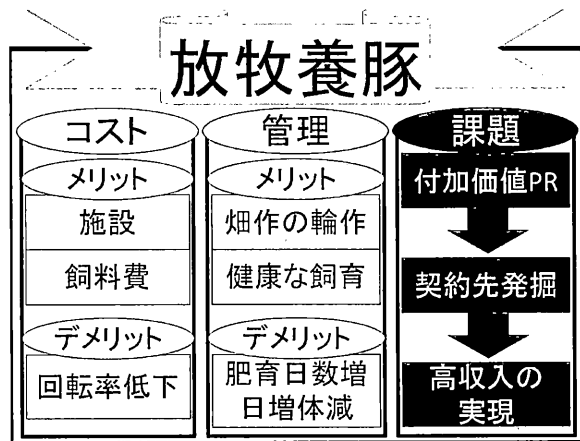 放牧養豚
コスト
メリット
施設
飼料費
デメリット
回転率低下
管理
メリット
畑作の輪作
健康な飼育
デメリット
肥育日数増
日増体減
課題
付加価値PR
契約先発掘
高収入の
実現